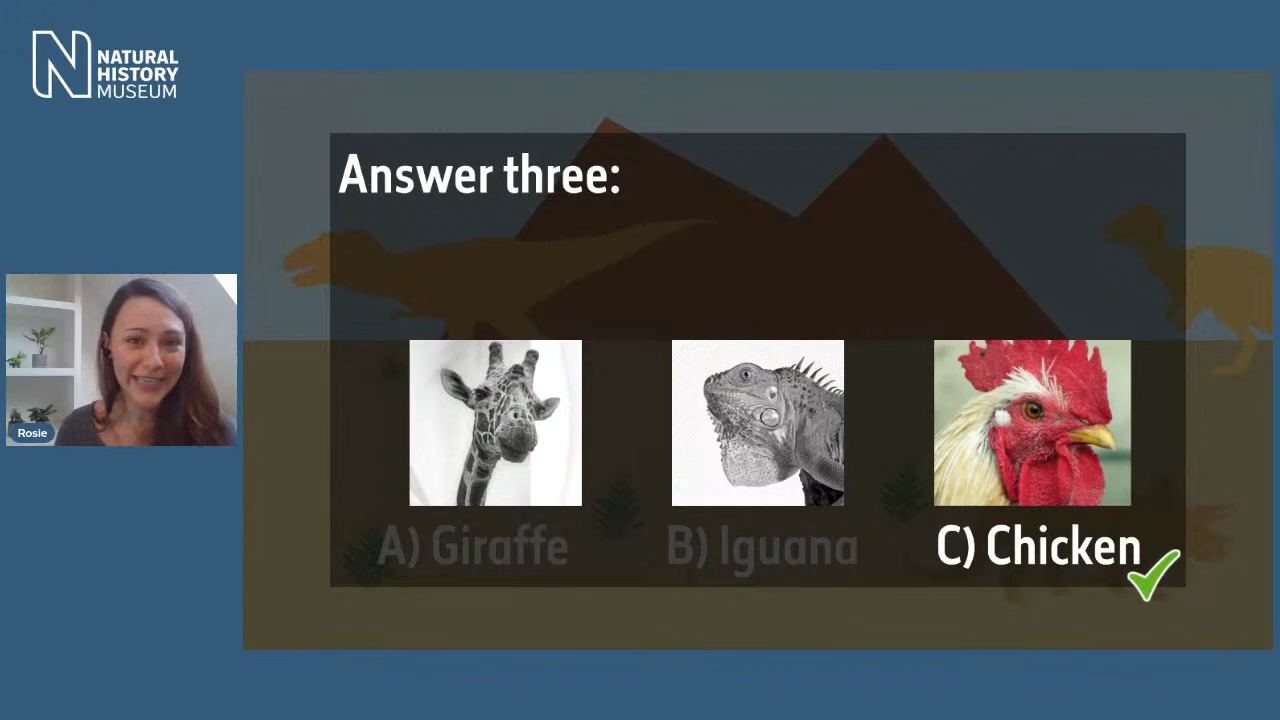 NATURAL
HISTORY
MUSEUM
Answer three:
Rosie
A) Giraffe
B) Iguana
C) Chicken